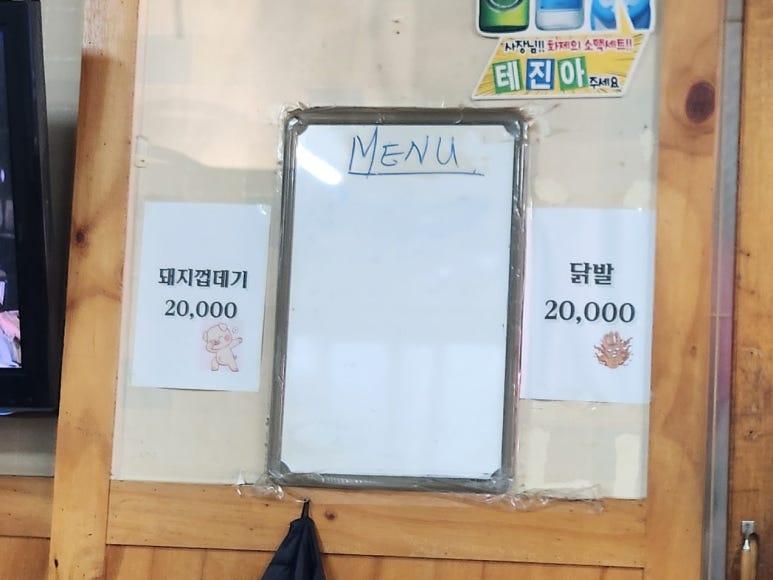 사장님!! 화제의 소맥세트!!
테진아 주세요
MENU
돼지껍데기
20,000
닭발
20,000